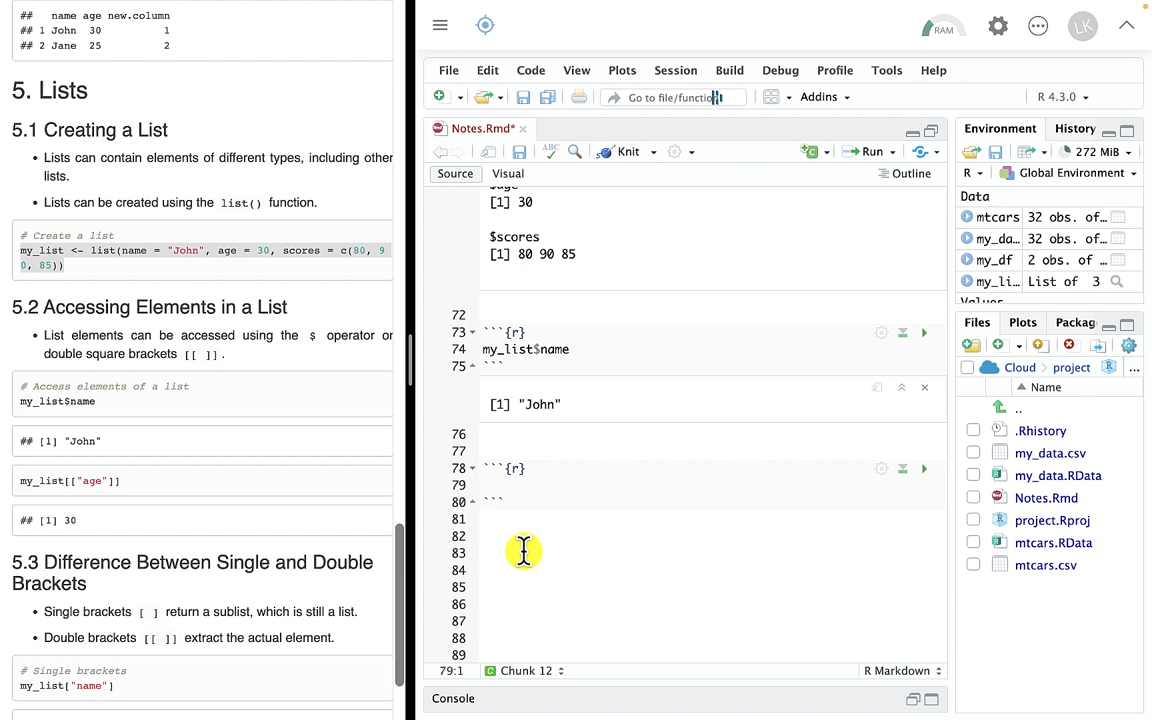 ##   name age new.column
## 1 John  30          1
## 2 Jane  25          2
5. Lists
5.1 Creating a List
• Lists can contain elements of different types, including other
lists.
• Lists can be created using the list() function.
# Create a list
my_list <- list(name = "John", age = 30, scores = c(80, 9
0, 85))
5.2 Accessing Elements in a List
• List elements can be accessed using the $ operator or
double square brackets [[ ]].
# Access elements of a list
my_list$name
## [1] "John"
my_list[["age"]]
## [1] 30
5.3 Difference Between Single and Double
Brackets
• Single brackets [ ] return a sublist, which is still a list.
• Double brackets [[ ]] extract the actual element.
# Single brackets
my_list["name"]
RAM
LK
File Edit Code View Plots Session Build Debug Profile Tools Help
Go to file/functio
Addins
R 4.3.0
Notes.Rmd*
ABC
Knit
Run
Source Visual
Outline
$age
[1] 30
$scores
[1] 80 90 85
72
73 ```{r}
74 my_list$name
75 ```
[1] "John"
76
77
78 ```{r}
79
80 ```
81
82
83
84
85
86
87
88
89
79:1
Chunk 12
R Markdown
Console
Environment History
272 MiB
R
Global Environment
Data
mtcars 32 obs. of…
my_da… 32 obs. of…
my_df 2 obs. of …
my_li… List of 3
Values
Files Plots Packag
Cloud project
...
Name
..
.Rhistory
my_data.csv
my_data.RData
Notes.Rmd
project.Rproj
mtcars.RData
mtcars.csv